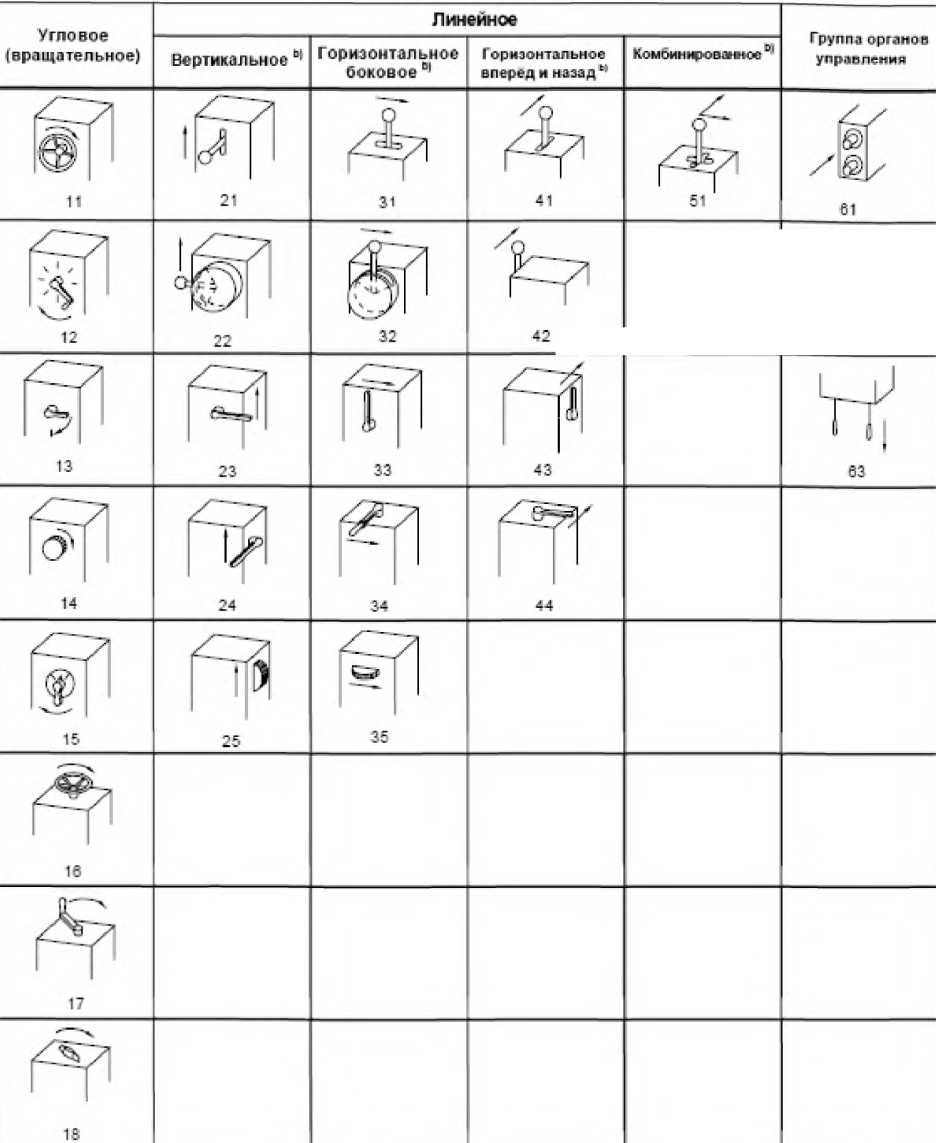 Угловое
(вращательное)
Линейное
Группа органов
управления
Вертикальное b)
Горизонтальное
боковое b)
Горизонтальное
вперёд и назад b)
Комбинированное b)
11
21
31
41
51
61
12
22
32
42
13
23
33
43
63
14
24
34
44
15
25
35
16
17
18